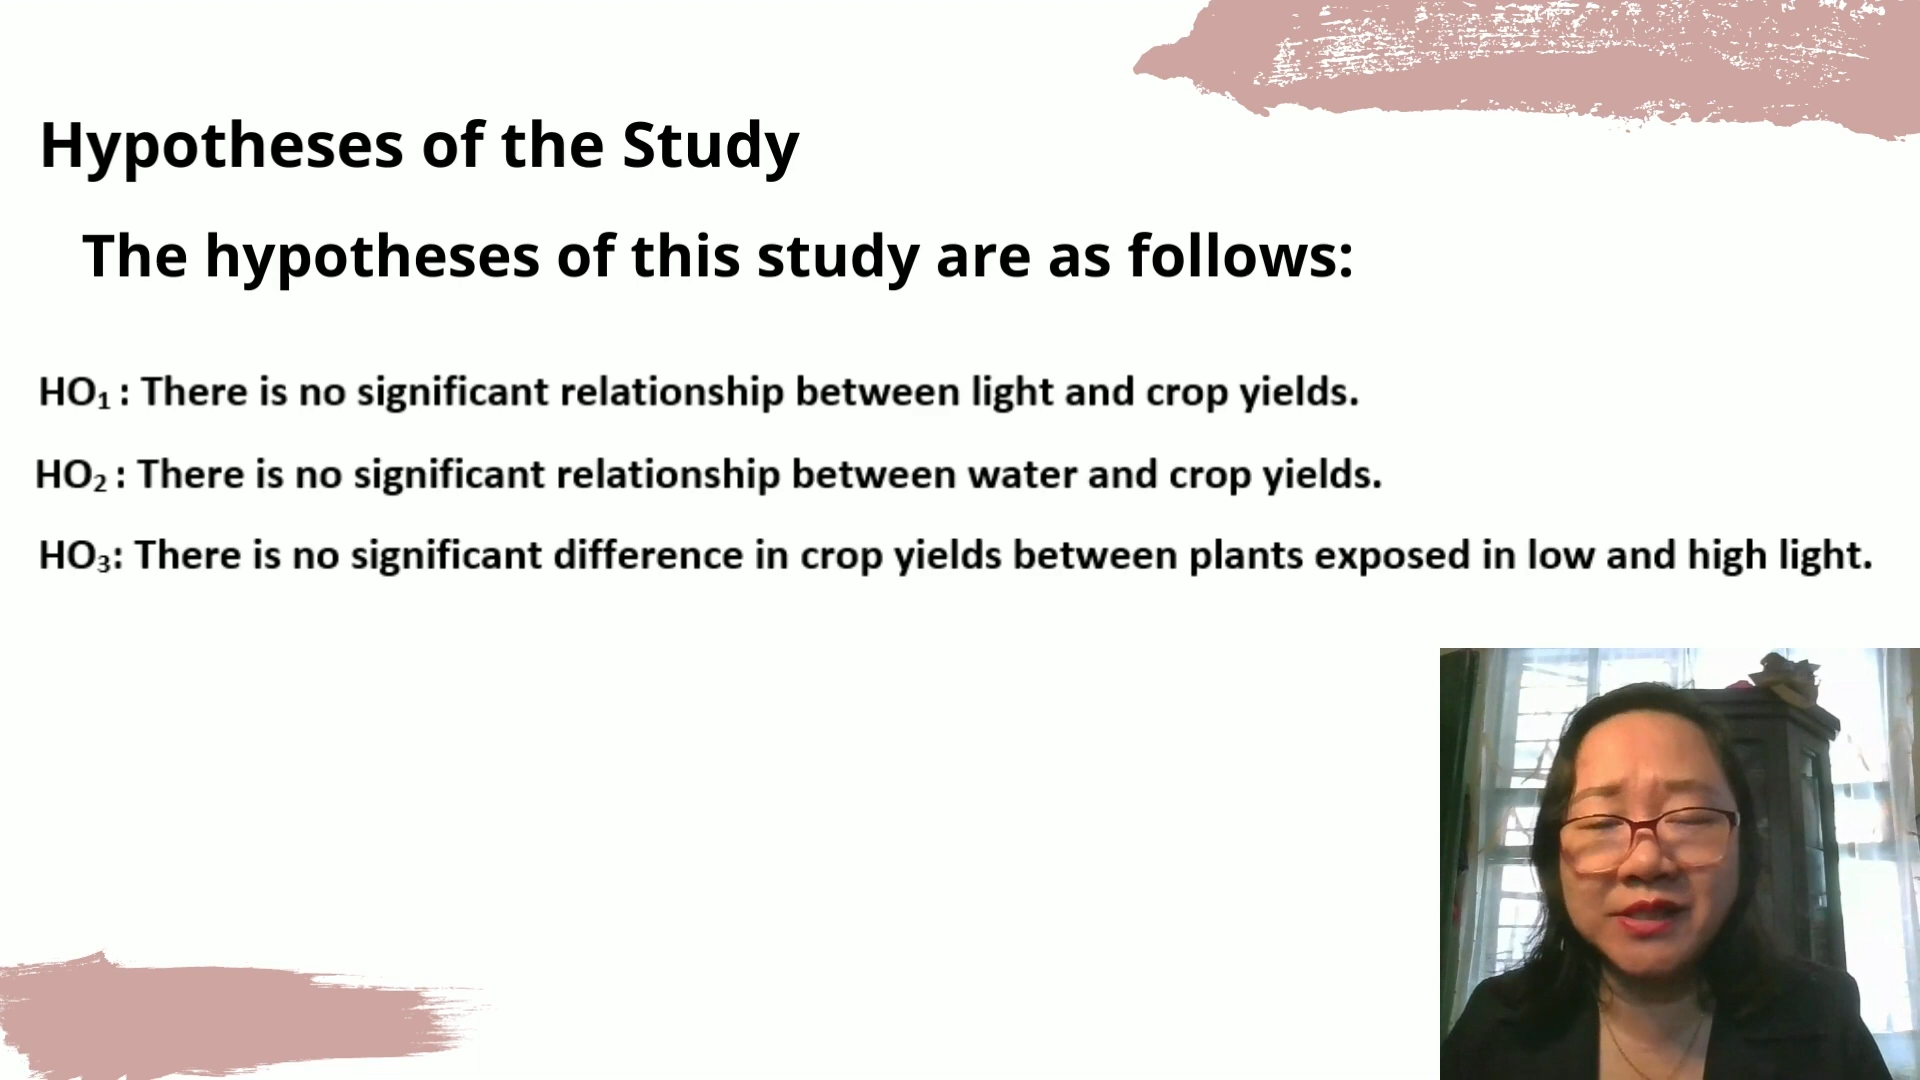 Hypotheses of the Study
The hypotheses of this study are as follows:
HO₁ : There is no significant relationship between light and crop yields.
HO₂ : There is no significant relationship between water and crop yields.
HO₃: There is no significant difference in crop yields between plants exposed in low and high light.